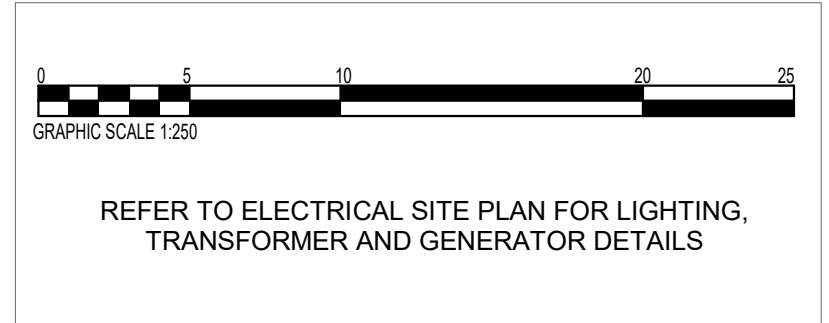 0 5 10 20 25
GRAPHIC SCALE 1:250
REFER TO ELECTRICAL SITE PLAN FOR LIGHTING,
TRANSFORMER AND GENERATOR DETAILS